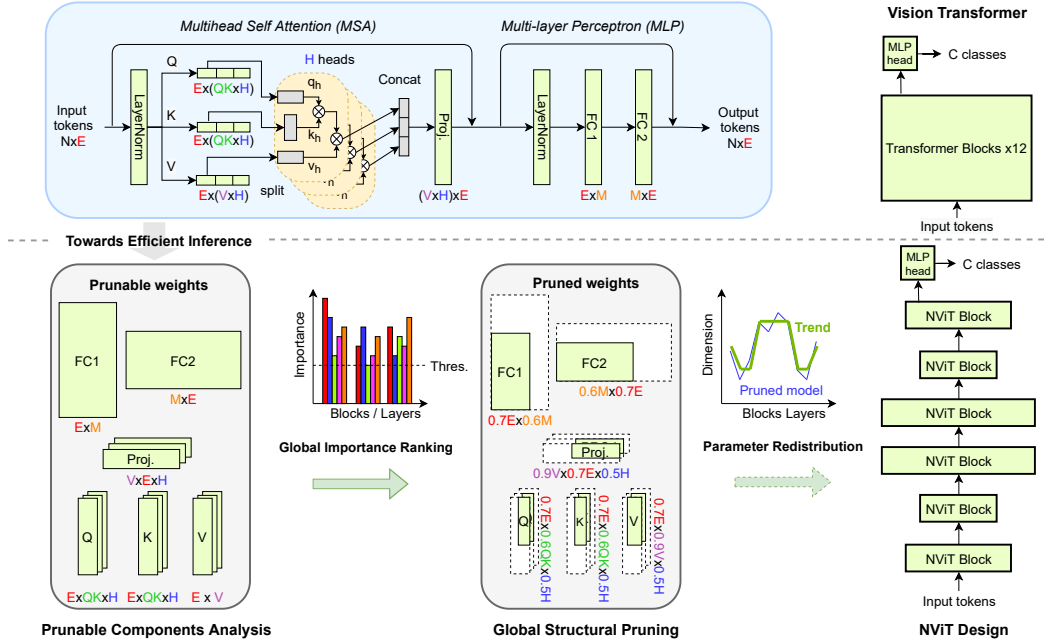 Multihead Self Attention (MSA)
Multi-layer Perceptron (MLP)
Vision Transformer
MLP
head
C classes
Transformer Blocks x12
Input tokens
Input
tokens
NxE
LayerNorm
Q
Ex(QKxH)
K
Ex(QKxH)
V
Ex(VxH)
split
H heads
qh
kh
vh
n
n
Concat
Proj.
(VxH)xE
LayerNorm
FC 1
ExM
FC 2
MxE
Output
tokens
NxE
Towards Efficient Inference
Prunable weights
FC1
ExM
FC2
MxE
Proj.
VxExH
Q
K
V
ExQKxH
ExQKxH
E x V
Prunable Components Analysis
Importance
Thres.
Blocks / Layers
Global Importance Ranking
Pruned weights
FC1
0.7Ex0.6M
FC2
0.6Mx0.7E
Proj.
0.9Vx0.7Ex0.5H
Q
0.7Ex0.6QKx0.5H
K
0.7Ex0.6QKx0.5H
V
0.7Ex0.9Vx0.5H
Global Structural Pruning
Dimension
Trend
Pruned model
Blocks Layers
Parameter Redistribution
MLP
head
C classes
NViT Block
NViT Block
NViT Block
NViT Block
NViT Block
NViT Block
Input tokens
NViT Design